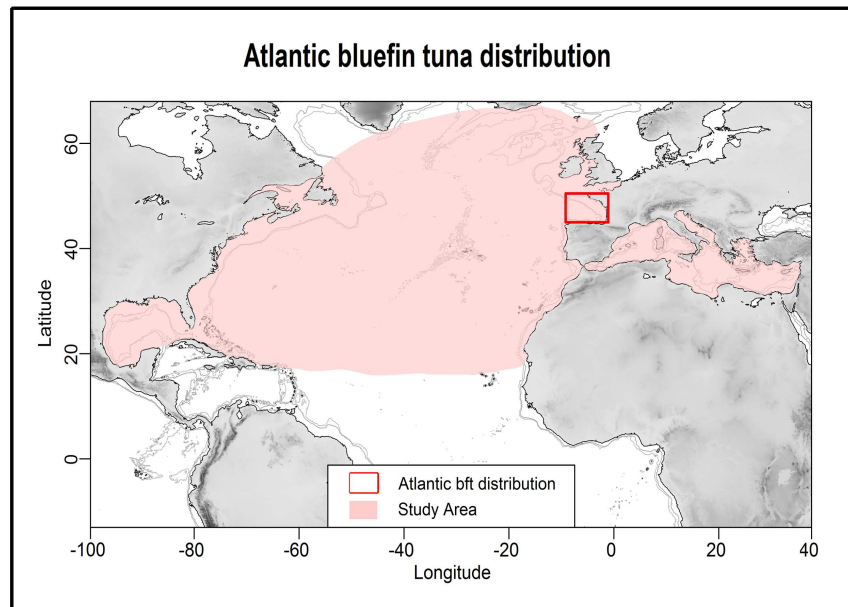 Atlantic bluefin tuna distribution
60
40
20
0
Latitude
Atlantic bft distribution
Study Area
-100 -80 -60 -40 -20 0 20 40
Longitude